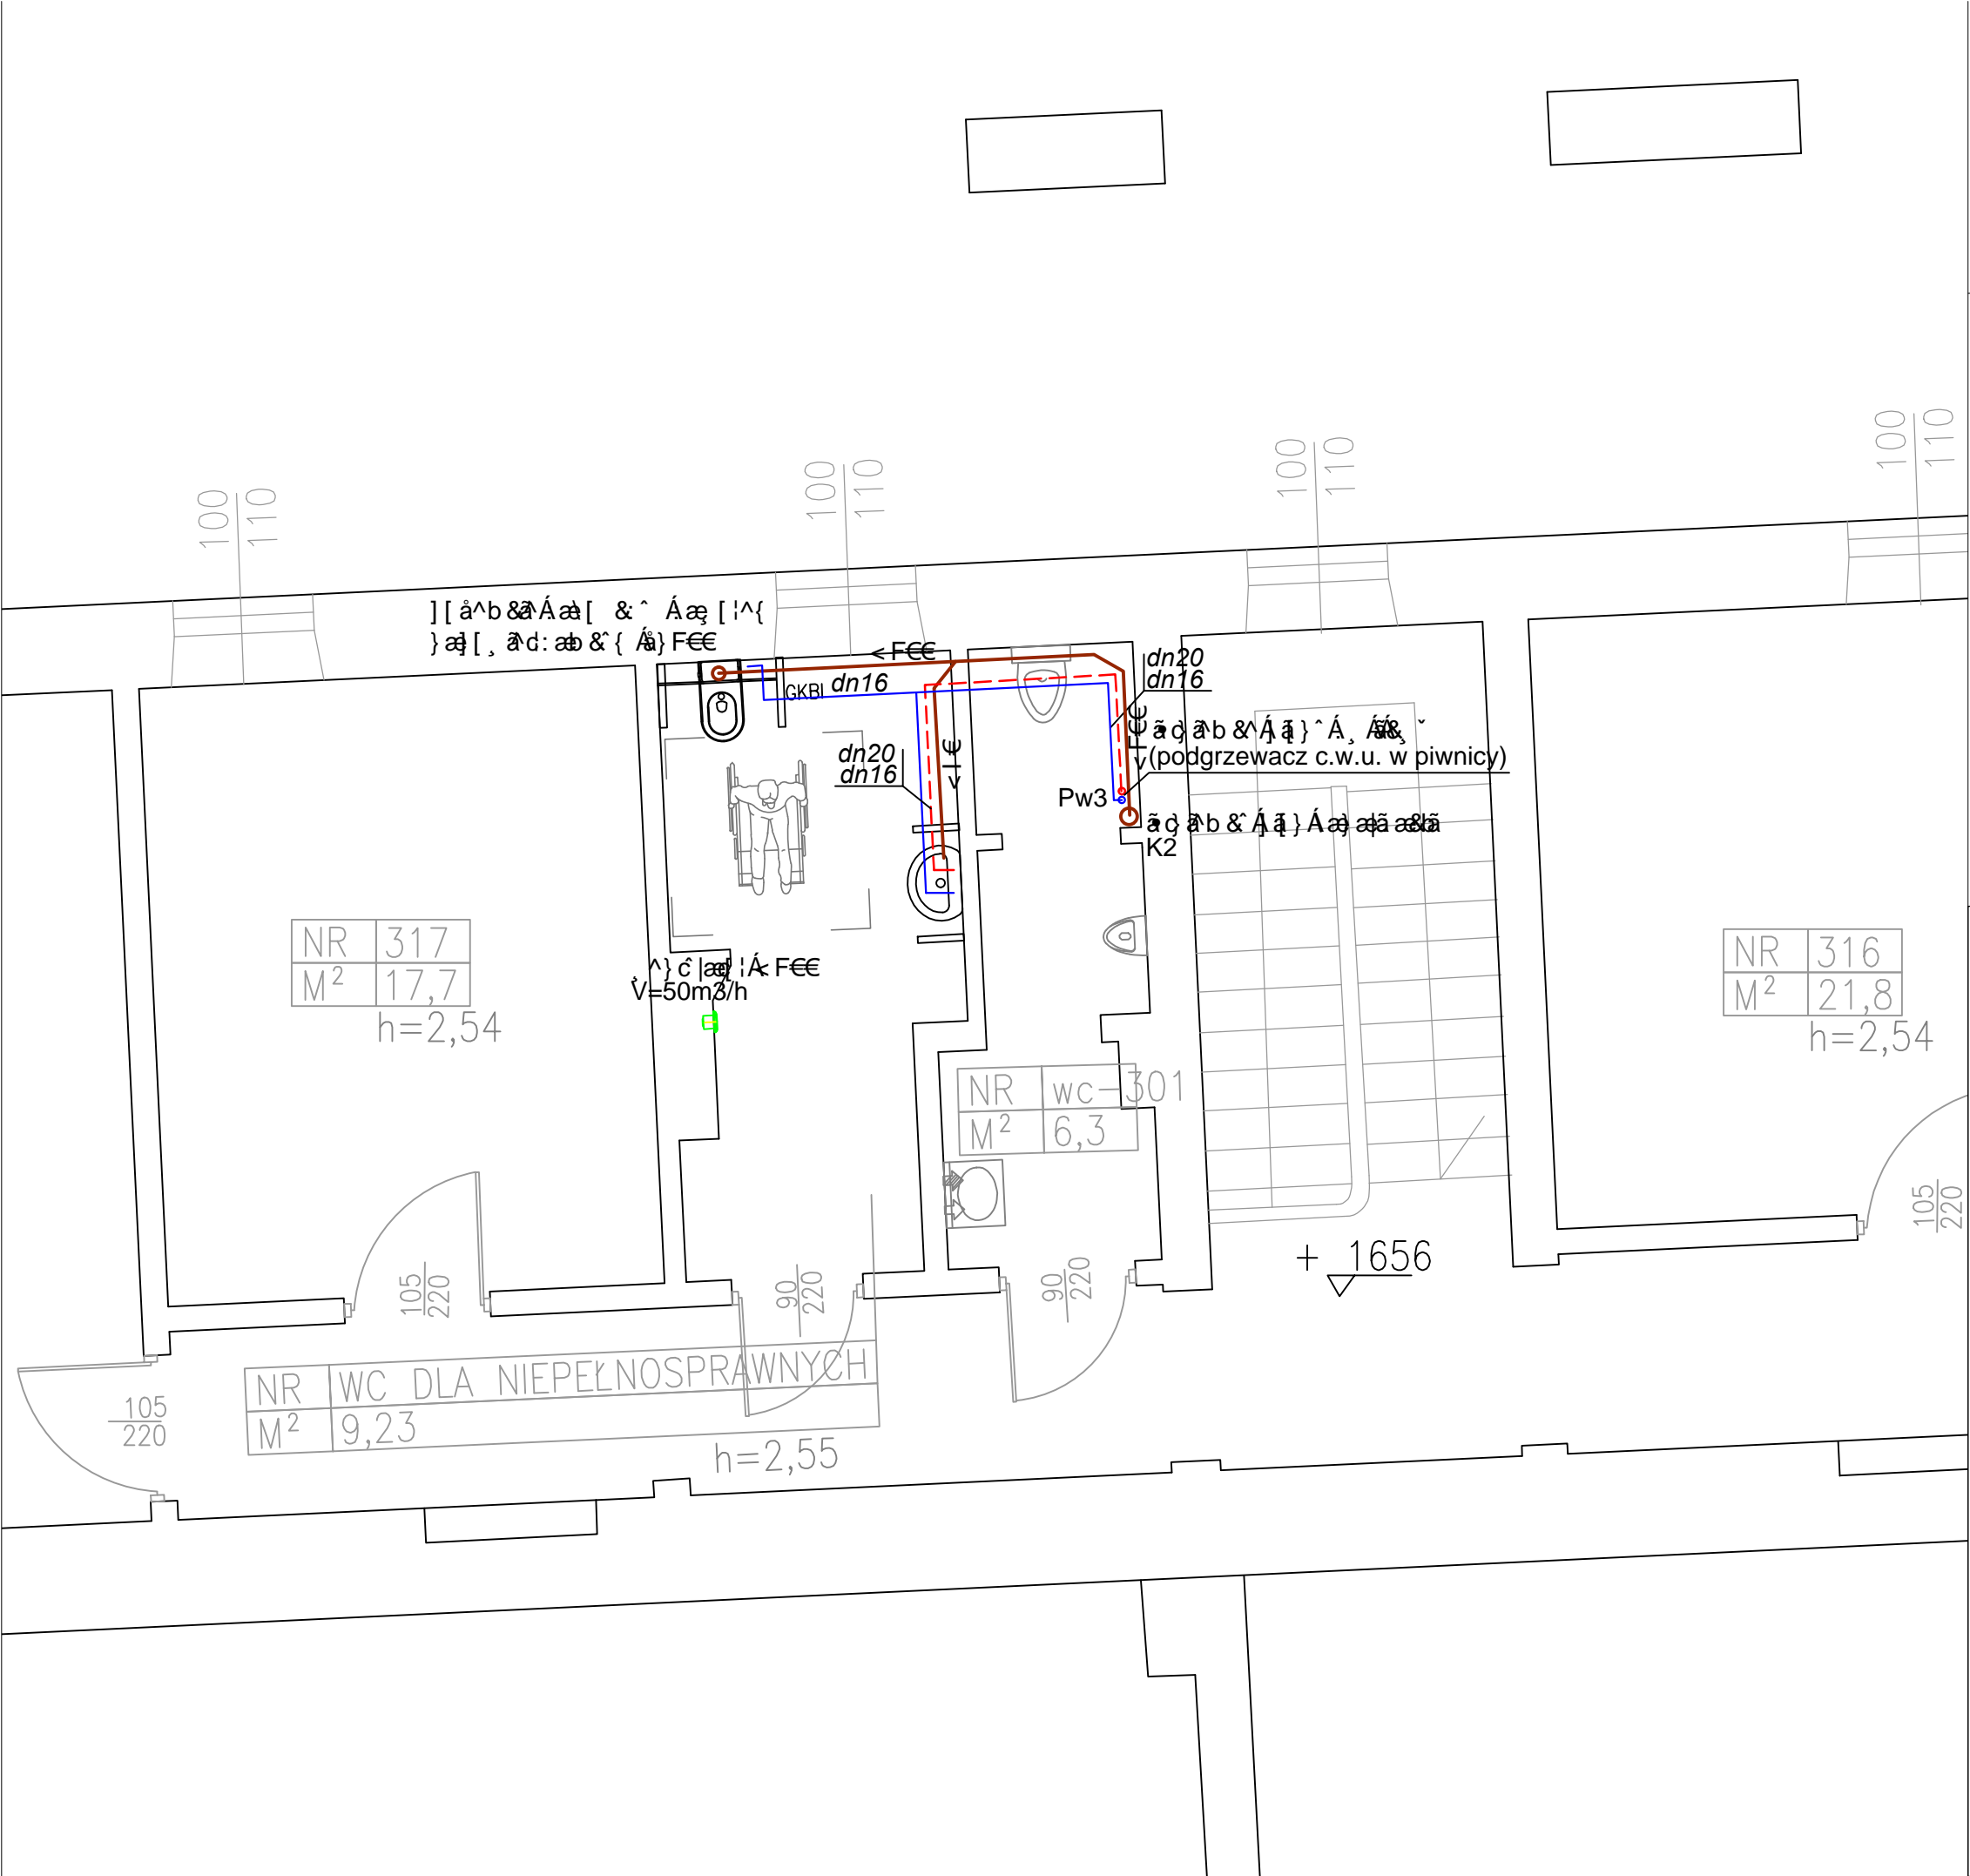 100
110
100
110
100
110
100
110
GKBI
dn16
dn20
dn16
dn20
dn16
(podgrzewacz c.w.u. w piwnicy)
Pw3
K2
NR 317
M² 17,7
h=2,54
V=50m3/h
NR 316
M² 21,8
h=2,54
NR wc-301
M² 6,3
+ 1656
105
220
90
220
90
220
105
220
105
220
NR WC DLA NIEPEŁNOSPRAWNYCH
M² 9,23
h=2,55